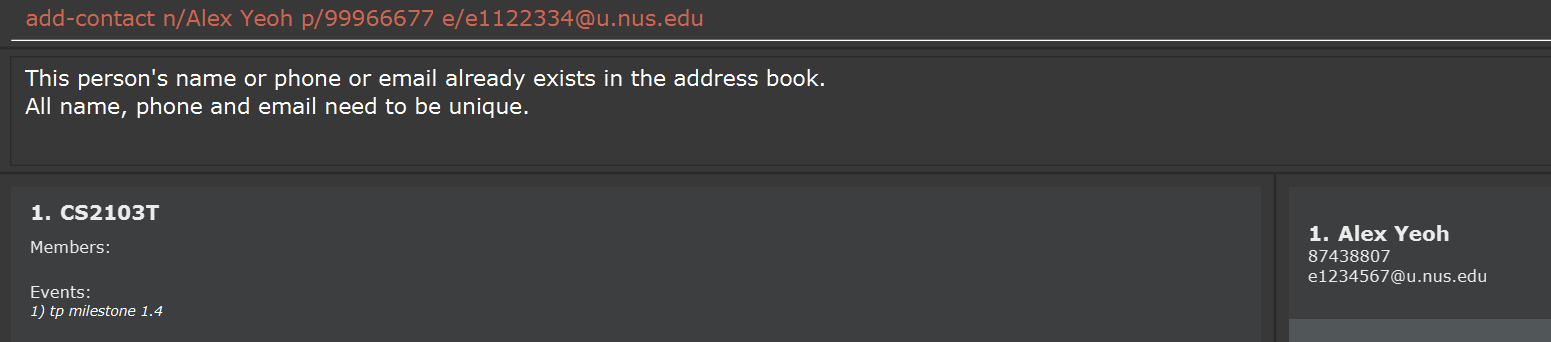 add-contact n/Alex Yeoh p/99966677 e/e1122334@u.nus.edu
This person's name or phone or email already exists in the address book.
All name, phone and email need to be unique.
1. CS2103T
Members:
Events:
1) tp milestone 1.4
1. Alex Yeoh
87438807
e1234567@u.nus.edu